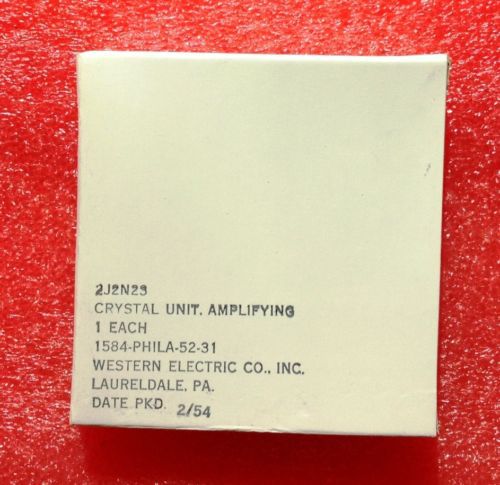 2J2N23
CRYSTAL UNIT. AMPLIFYING
1 EACH
1584-PHILA-52-31
WESTERN ELECTRIC CO., INC.
LAURELDALE, PA.
DATE PKD. 2/54